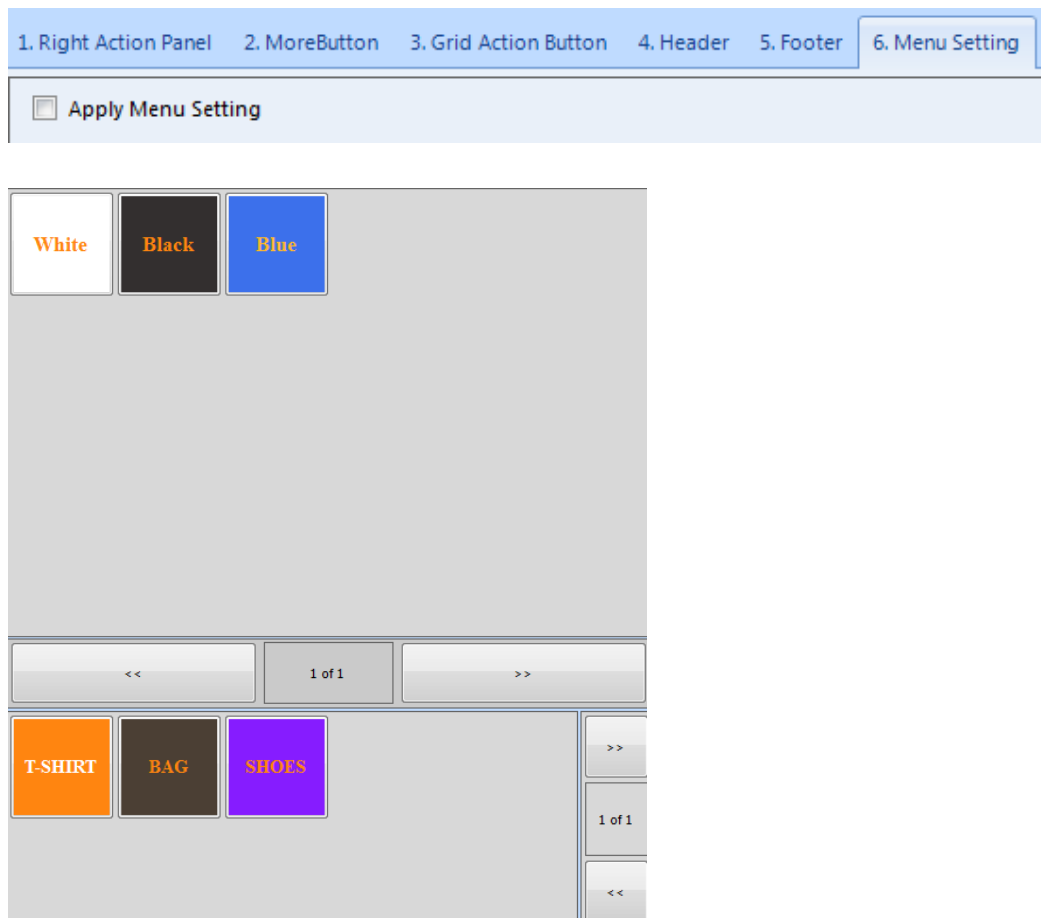 1. Right Action Panel 2. MoreButton 3. Grid Action Button 4. Header 5. Footer 6. Menu Setting
Apply Menu Setting
White Black Blue
<< 1 of 1 >>
T-SHIRT BAG SHOES
>>
1 of 1
<<